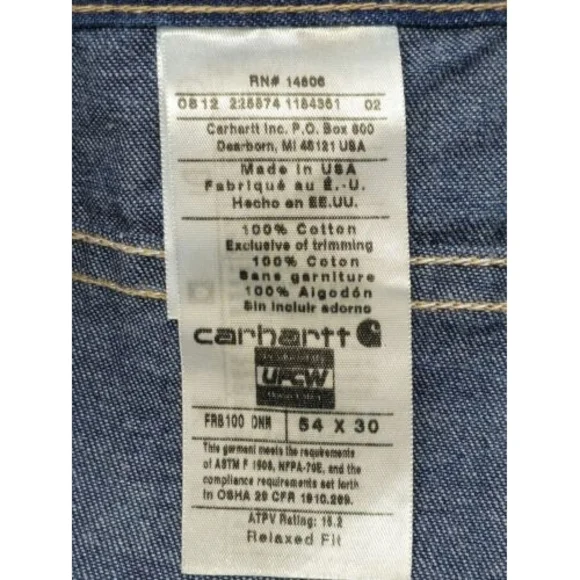 RN# 14806
0812 225874 1184361 02
Carhartt Inc. P.O. Box 600
Dearborn, MI 48121 USA
Made in USA
Fabriqué au É.-U.
Hecho en EE.UU.
100% Cotton
Exclusive of trimming
100% Coton
Sans garniture
100% Algodón
Sin incluir adorno
carhartt
UFCW
FRB100 DNM 54 X 30
This garment meets the requirements
of ASTM F 1506, NFPA-70E, and the
compliance requirements set forth
in OSHA 29 CFR 1910.269.
ATPV Rating: 15.2
Relaxed Fit